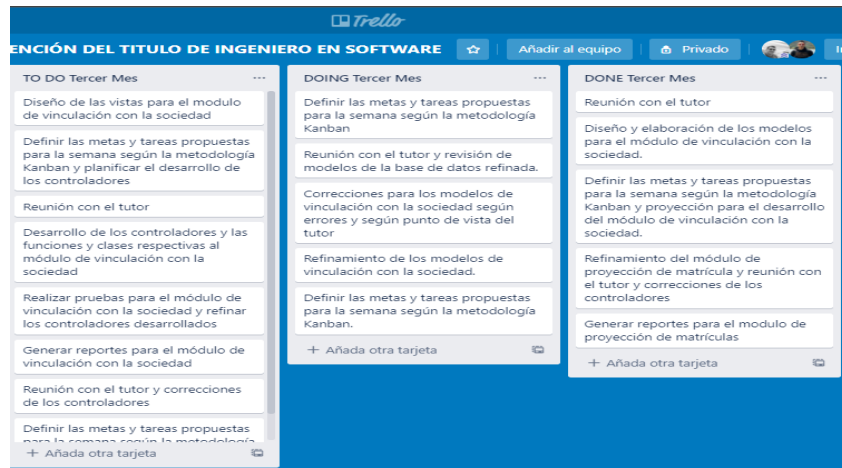 Trello
ENCIÓN DEL TITULO DE INGENIERO EN SOFTWARE
Añadir al equipo
Privado
TO DO Tercer Mes
Diseño de las vistas para el modulo
de vinculación con la sociedad
Definir las metas y tareas propuestas
para la semana según la metodología
Kanban y planificar el desarrollo de
los controladores
Reunión con el tutor
Desarrollo de los controladores y las
funciones y clases respectivas al
módulo de vinculación con la
sociedad
Realizar pruebas para el módulo de
vinculación con la sociedad y refinar
los controladores desarrollados
Generar reportes para el módulo de
vinculación con la sociedad
Reunión con el tutor y correcciones
de los controladores
Definir las metas y tareas propuestas
para la semana según la metodología
+ Añada otra tarjeta
DOING Tercer Mes
Definir las metas y tareas propuestas
para la semana según la metodología
Kanban
Reunión con el tutor y revisión de
modelos de la base de datos refinada.
Correcciones para los modelos de
vinculación con la sociedad según
errores y según punto de vista del
tutor
Refinamiento de los modelos de
vinculación con la sociedad.
Definir las metas y tareas propuestas
para la semana según la metodología
Kanban.
+ Añada otra tarjeta
DONE Tercer Mes
Reunión con el tutor
Diseño y elaboración de los modelos
para el módulo de vinculación con la
sociedad.
Definir las metas y tareas propuestas
para la semana según la metodología
Kanban y proyección para el desarrollo
del módulo de vinculación con la
sociedad.
Refinamiento del módulo de
proyección de matrícula y reunión con
el tutor y correcciones de los
controladores
Generar reportes para el modulo de
proyección de matrículas
+ Añada otra tarjeta